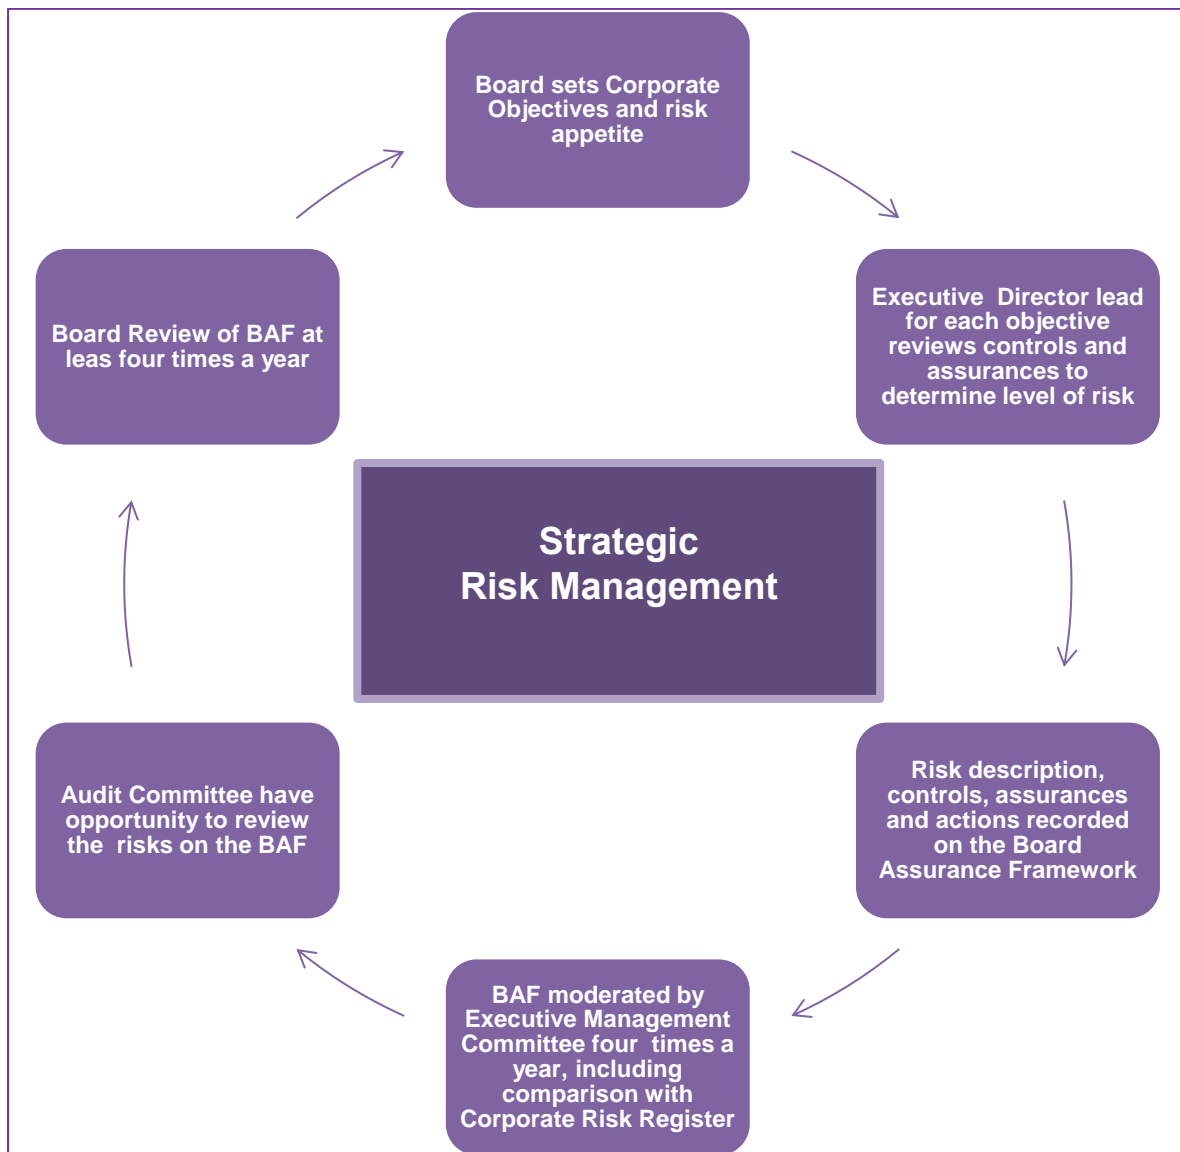 Board sets Corporate
Objectives and risk
appetite
Executive Director lead
for each objective
reviews controls and
assurances to
determine level of risk
Risk description,
controls, assurances
and actions recorded
on the Board
Assurance Framework
BAF moderated by
Executive Management
Committee four times a
year, including
comparison with
Corporate Risk Register
Audit Committee have
opportunity to review
the risks on the BAF
Board Review of BAF at
leas four times a year
Strategic
Risk Management